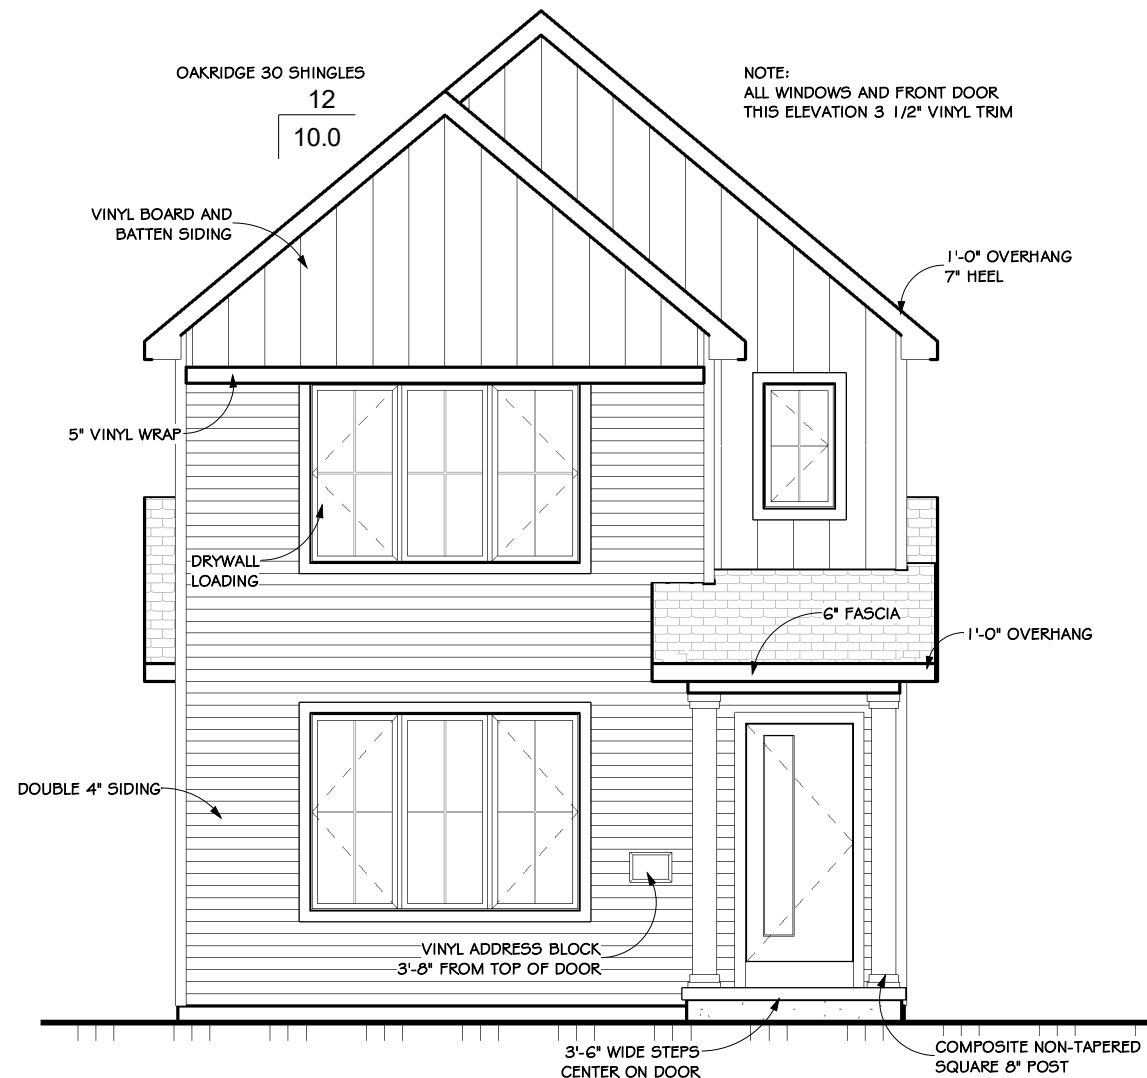 OAKRIDGE 30 SHINGLES
12
10.0
NOTE:
ALL WINDOWS AND FRONT DOOR
THIS ELEVATION 3 1/2" VINYL TRIM
VINYL BOARD AND
BATTEN SIDING
1'-0" OVERHANG
7" HEEL
5" VINYL WRAP
DRYWALL
LOADING
6" FASCIA
1'-0" OVERHANG
DOUBLE 4" SIDING
VINYL ADDRESS BLOCK
3'-8" FROM TOP OF DOOR
3'-6" WIDE STEPS
CENTER ON DOOR
COMPOSITE NON-TAPERED
SQUARE 8" POST